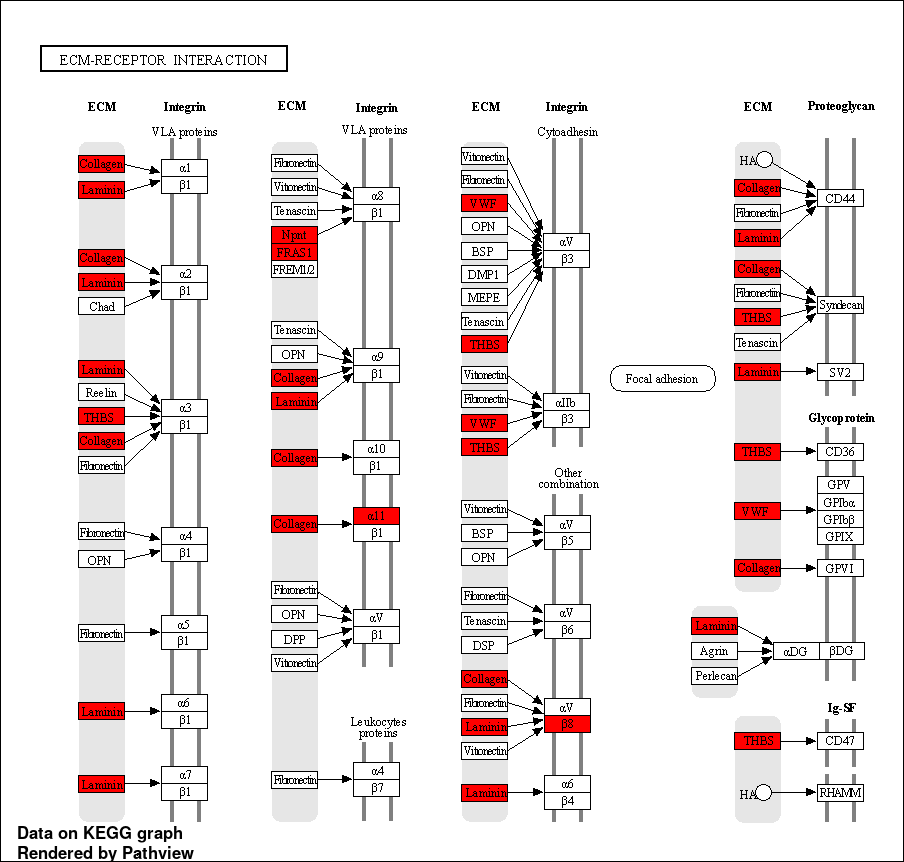 ECM-RECEPTOR INTERACTION
ECM
Integrin
VLA proteins
Collagen
Laminin
α1
β1
Collagen
Laminin
Chad
α2
β1
Laminin
Reelin
THBS
Collagen
Fibronectin
α3
β1
Fibronectin
OPN
α4
β1
Fibronectin
α5
β1
Laminin
α6
β1
Laminin
α7
β1
ECM
Integrin
VLA proteins
Fibronectin
Vitronectin
Tenascin
Npnt
FRAS1
FREM1/2
α8
β1
Tenascin
OPN
Collagen
Laminin
α9
β1
Collagen
α10
β1
Collagen
α11
β1
Fibronectin
OPN
DPP
Vitronectin
αV
β1
Leukocytes
proteins
Fibronectin
α4
β7
ECM
Integrin
Cytoadhesin
Vitronectin
Fibronectin
VWF
OPN
BSP
DMP1
MEPE
Tenascin
THBS
αV
β3
Vitronectin
Fibronectin
VWF
THBS
αIIb
β3
Other
combination
Vitronectin
BSP
OPN
αV
β5
Fibronectin
Tenascin
DSP
αV
β6
Collagen
Fibronectin
Laminin
Vitronectin
αV
β8
Laminin
α6
β4
Focal adhesion
ECM
Proteoglycan
HA
Collagen
Fibronectin
Laminin
CD44
Collagen
Fibronectin
THBS
Tenascin
Syndecan
Laminin
SV2
Glycoprotein
THBS
CD36
VWF
GPV
GPIbα
GPIbβ
GPIX
Collagen
GPVI
Laminin
Agrin
Perlecan
αDG
βDG
Ig-SF
THBS
CD47
HA
RHAMM
Data on KEGG graph
Rendered by Pathview